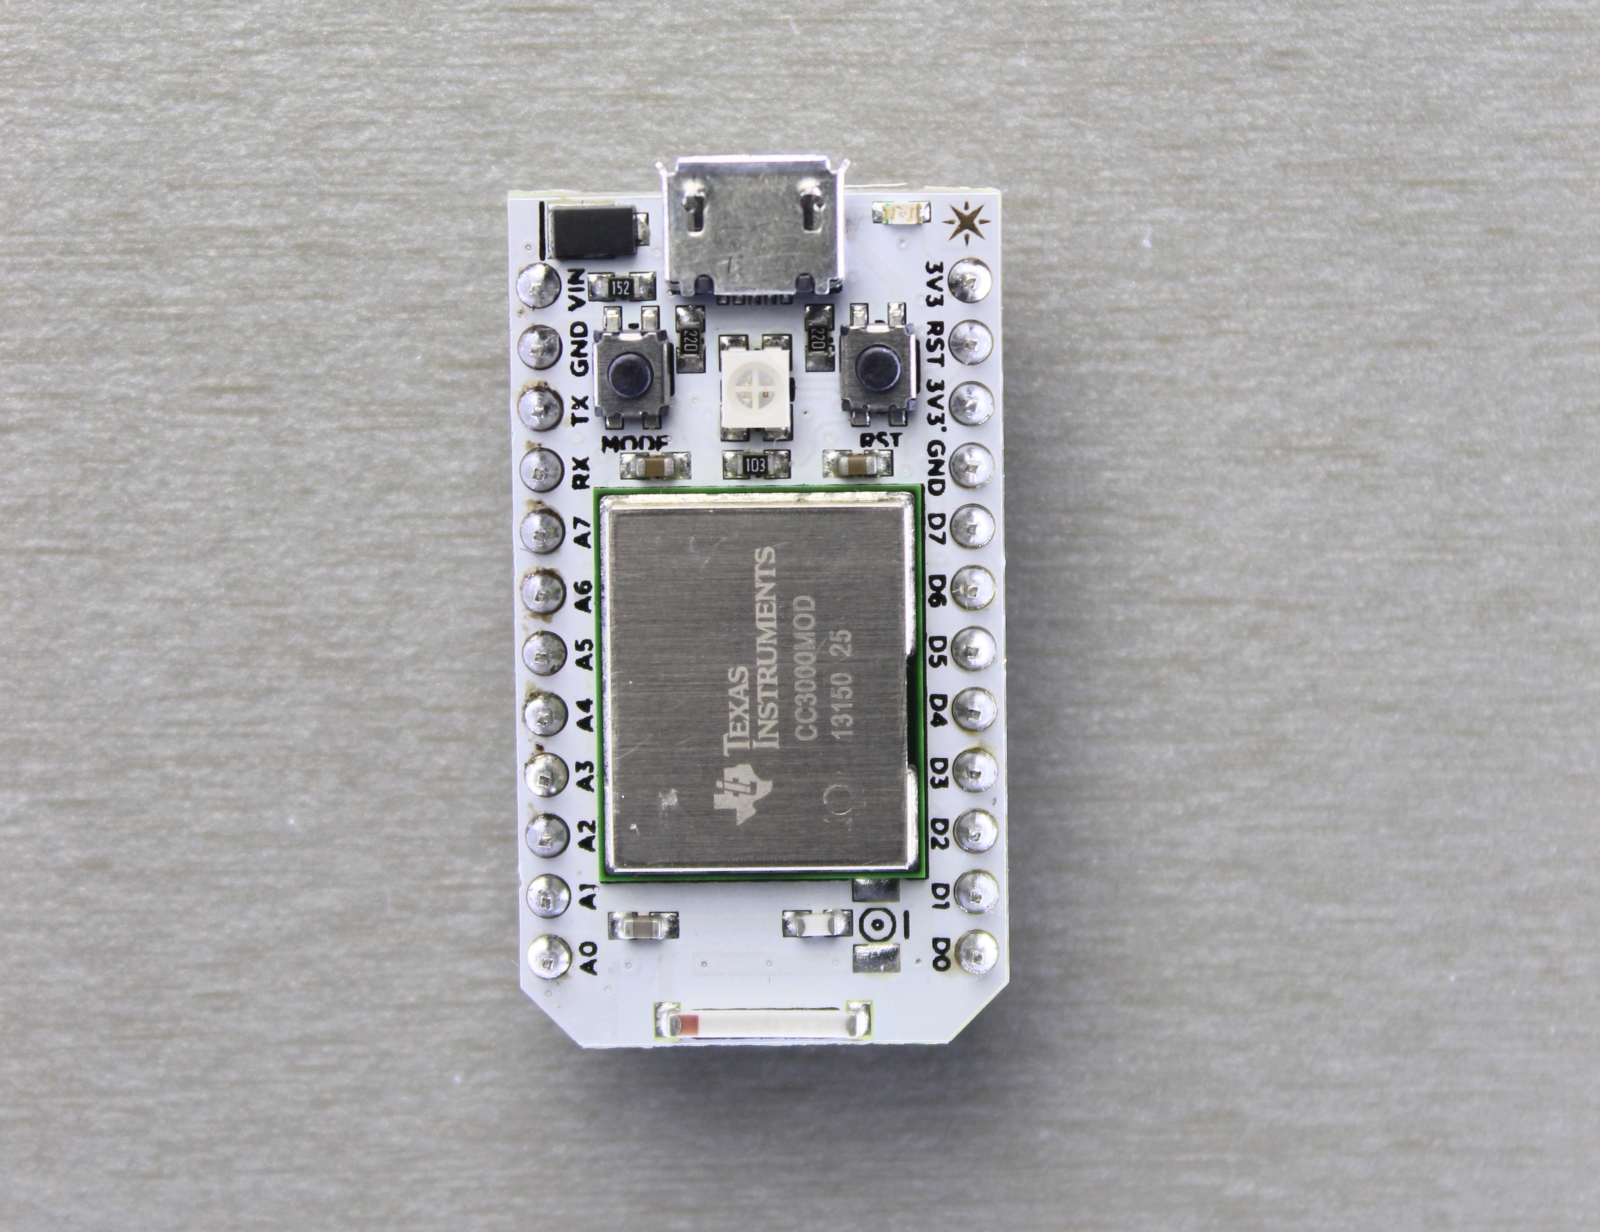 152
220
220
VIN
GND
TX
RX
A7
A6
A5
A4
A3
A2
A1
A0
MODE
RST
103
3V3
RST
3V3*
GND
D7
D6
D5
D4
D3
D2
D1
D0
TEXAS
INSTRUMENTS
CC3000MOD
13150 25